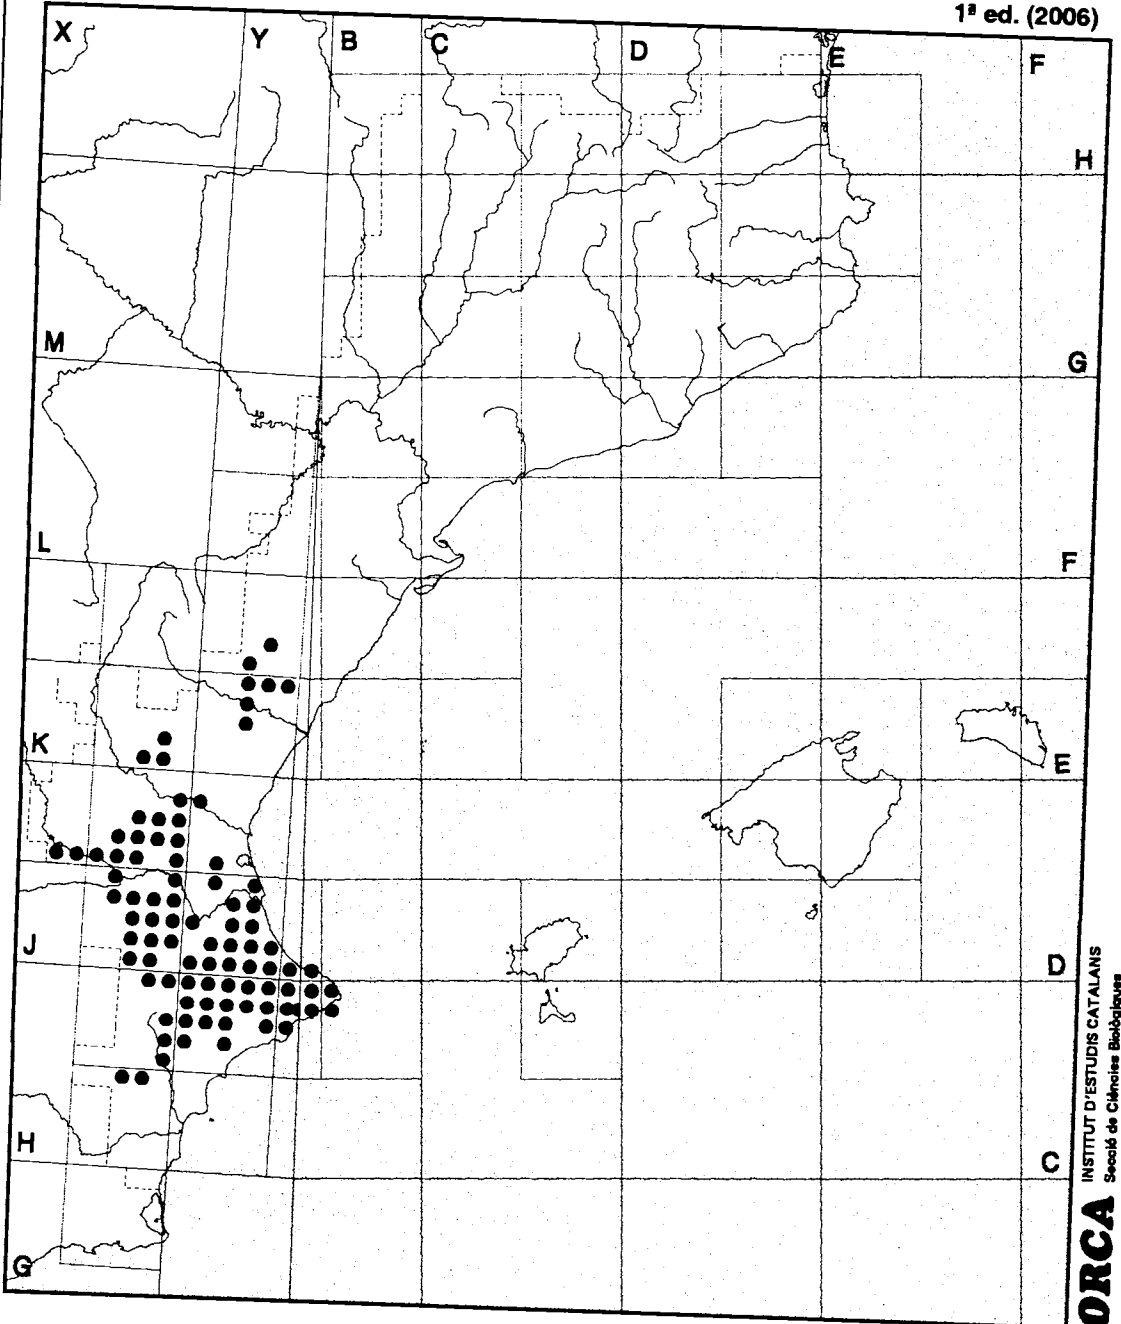 1ª ed. (2006)
X Y B C D E F
H
M
G
L
F
K
E
J
D
H
C
G
ORCA
INSTITUT D'ESTUDIS CATALANS
Secció de Ciències Biològiques